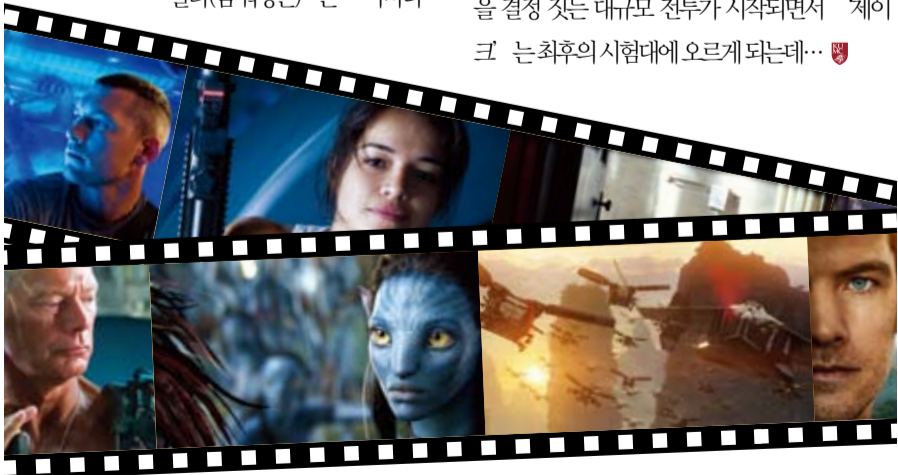 을 결정 짓는 대규모 전투가 시작되면서 '제이
크' 는 최후의 시험대에 오르게 되는데…